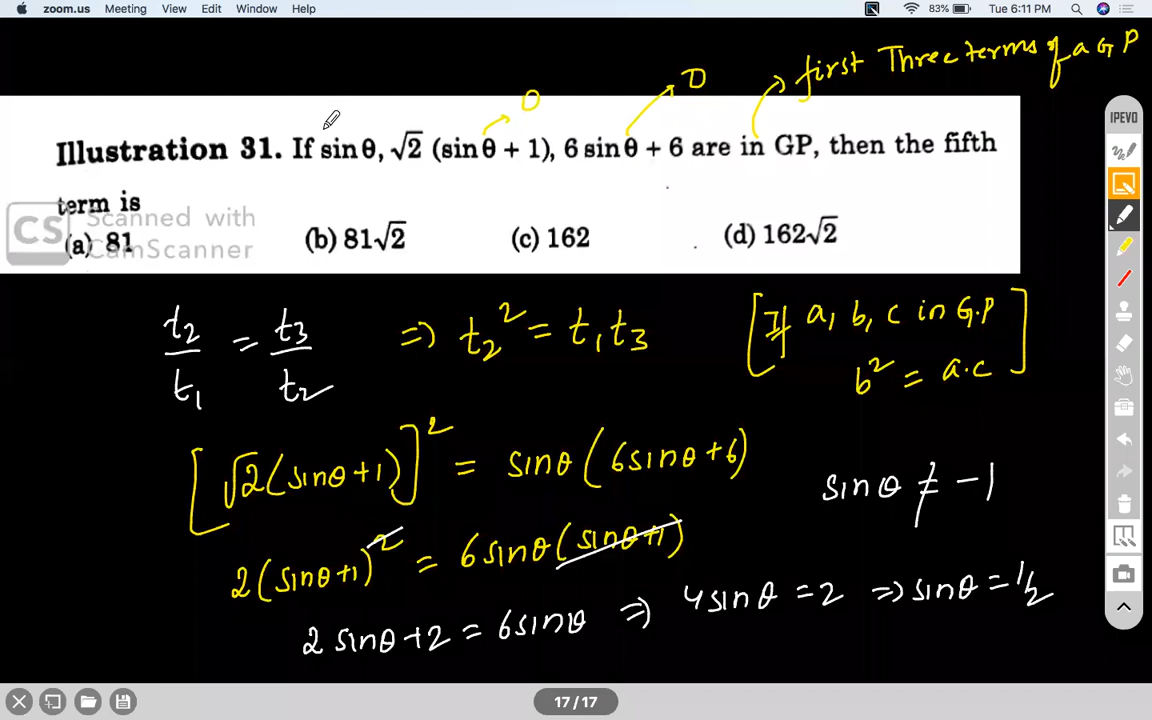 zoom.us Meeting View Edit Window Help 83% Tue 6:11 PM
first Three terms of a GP
0 0
IPEVO
Illustration 31. If sin θ, √2 (sin θ + 1), 6 sin θ + 6 are in GP, then the fifth
term is
CS Scanned with CamScanner
(a) 81 (b) 81√2 (c) 162 (d) 162√2
t₂/t₁ = t₃/t₂ => t₂² = t₁t₃ [If a, b, c in G.P
b² = a.c]
[√2(sinθ+1)]² = sinθ(6sinθ+6)
sinθ ≠ -1
2(sinθ+1)² = 6sinθ(sinθ+1)
2sinθ+2 = 6sinθ => 4sinθ = 2 => sinθ = 1/2
17/17